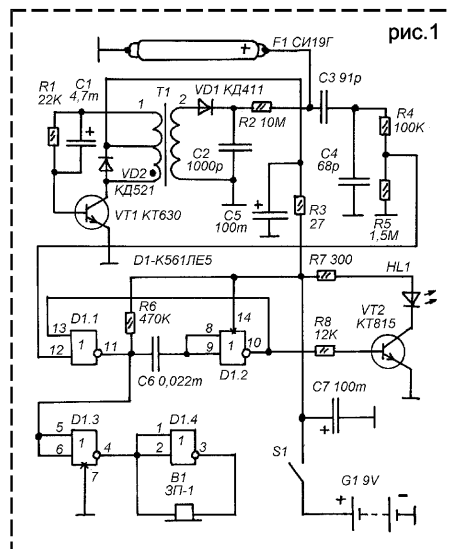 рис.1
F1 СИ19Г
+
R1
22К
C1
4,7m
+
T1
1
2
VD1 КД411
R2 10M
C3 91p
R4
100K
VD2
КД521
C2
1000p
C4
68p
VT1 КТ630
C5
100m
+
R3
27
R5
1,5M
D1-К561ЛЕ5
R7 300
HL1
D1.1
R6
470K
14
VT2
КТ815
13
12
1
11
8
9
1
10
R8
12K
C6 0,022m
D1.2
D1.3
D1.4
C7 100m
+
5
6
1
4
7
1
2
1
3
B1
ЗП-1
S1
G1 9V
+
-